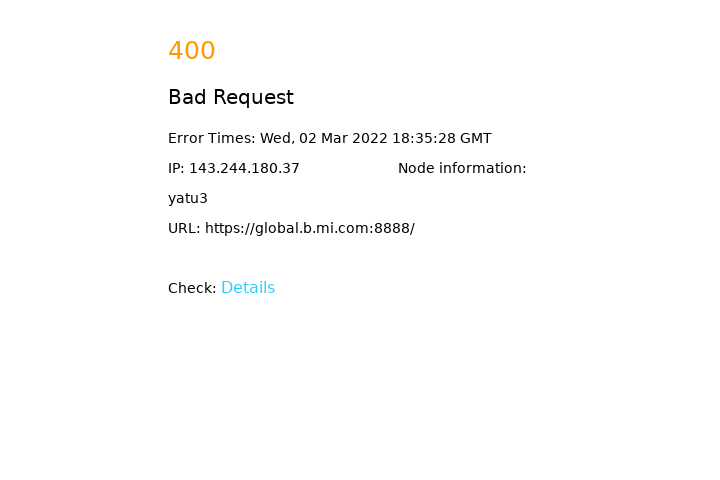 400
Bad Request
Error Times: Wed, 02 Mar 2022 18:35:28 GMT
IP: 143.244.180.37 Node information:
yatu3
URL: https://global.b.mi.com:8888/
Check: Details